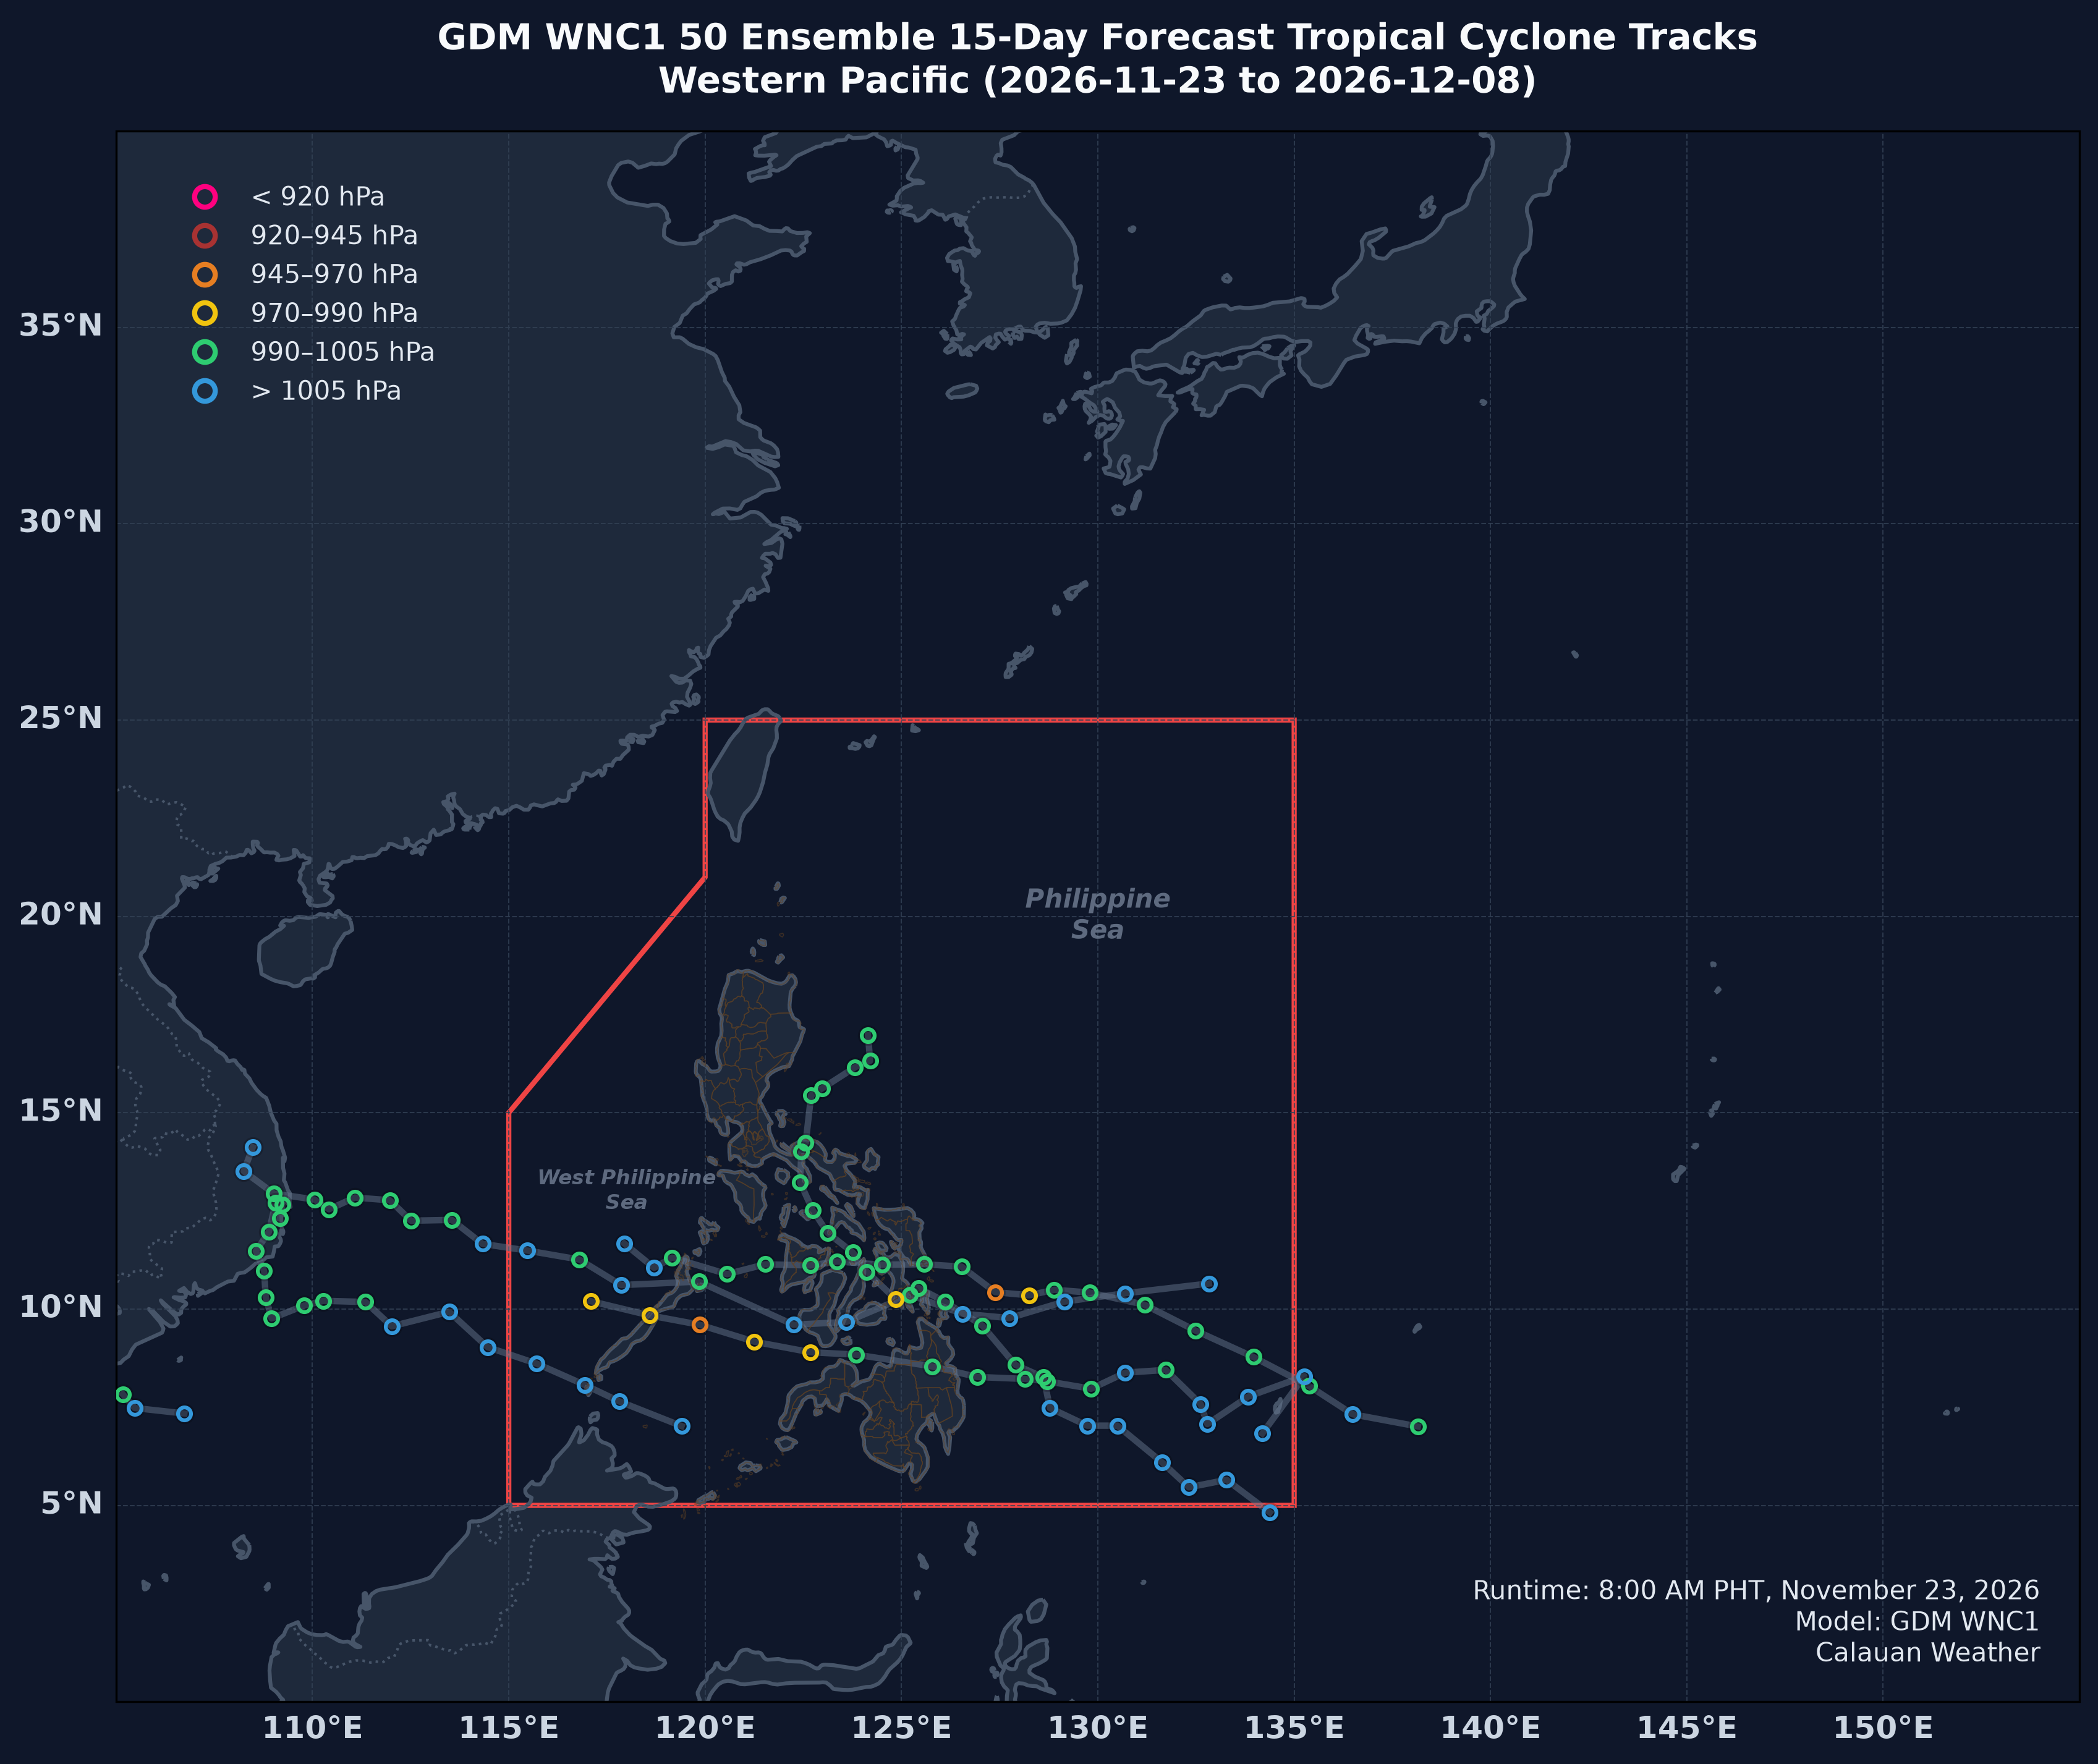 GDM WNC1 50 Ensemble 15-Day Forecast Tropical Cyclone Tracks
Western Pacific (2026-11-23 to 2026-12-08)
< 920 hPa
920–945 hPa
945–970 hPa
970–990 hPa
990–1005 hPa
> 1005 hPa
35°N
30°N
25°N
20°N
15°N
10°N
5°N
Philippine
Sea
West Philippine
Sea
Runtime: 8:00 AM PHT, November 23, 2026
Model: GDM WNC1
Calauan Weather
110°E
115°E
120°E
125°E
130°E
135°E
140°E
145°E
150°E